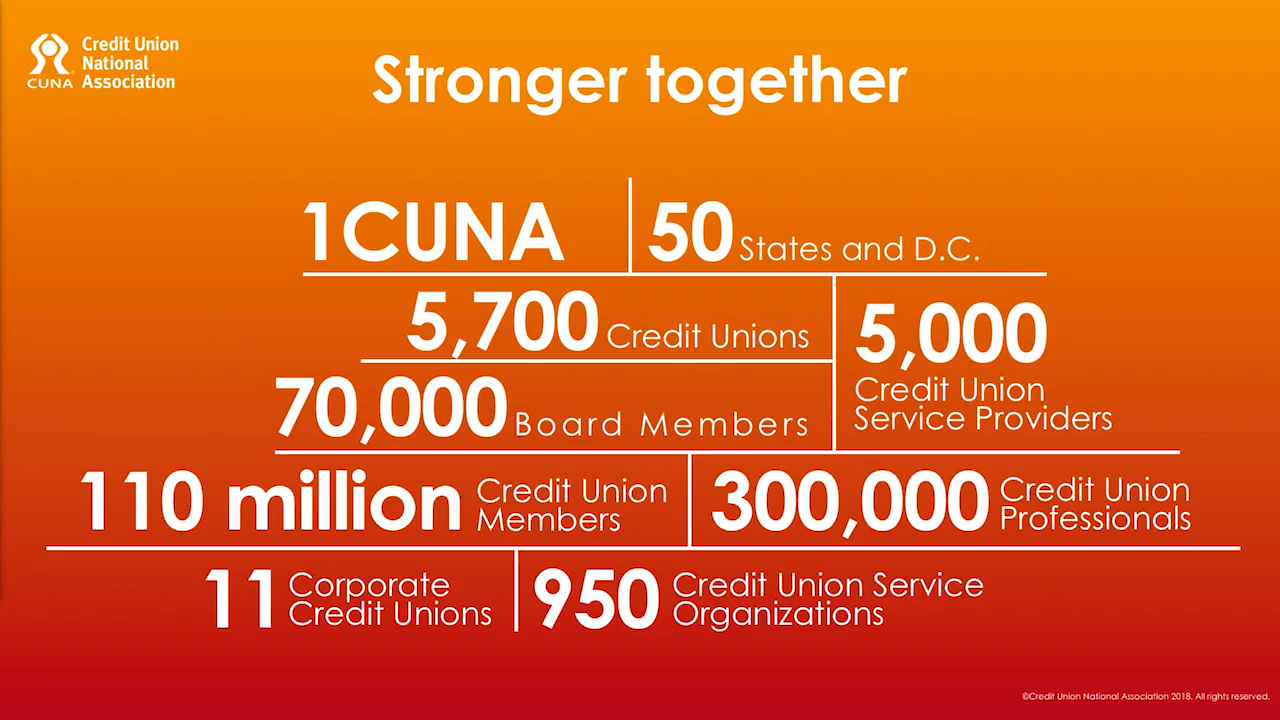 Credit Union
National
CUNA Association
Stronger together
1 CUNA
50 States and D.C.
5,700 Credit Unions
70,000 Board Members
5,000
Credit Union
Service Providers
110 million Credit Union
Members
300,000 Credit Union
Professionals
11 Corporate
Credit Unions
950 Credit Union Service
Organizations
©Credit Union National Association 2018. All rights reserved.